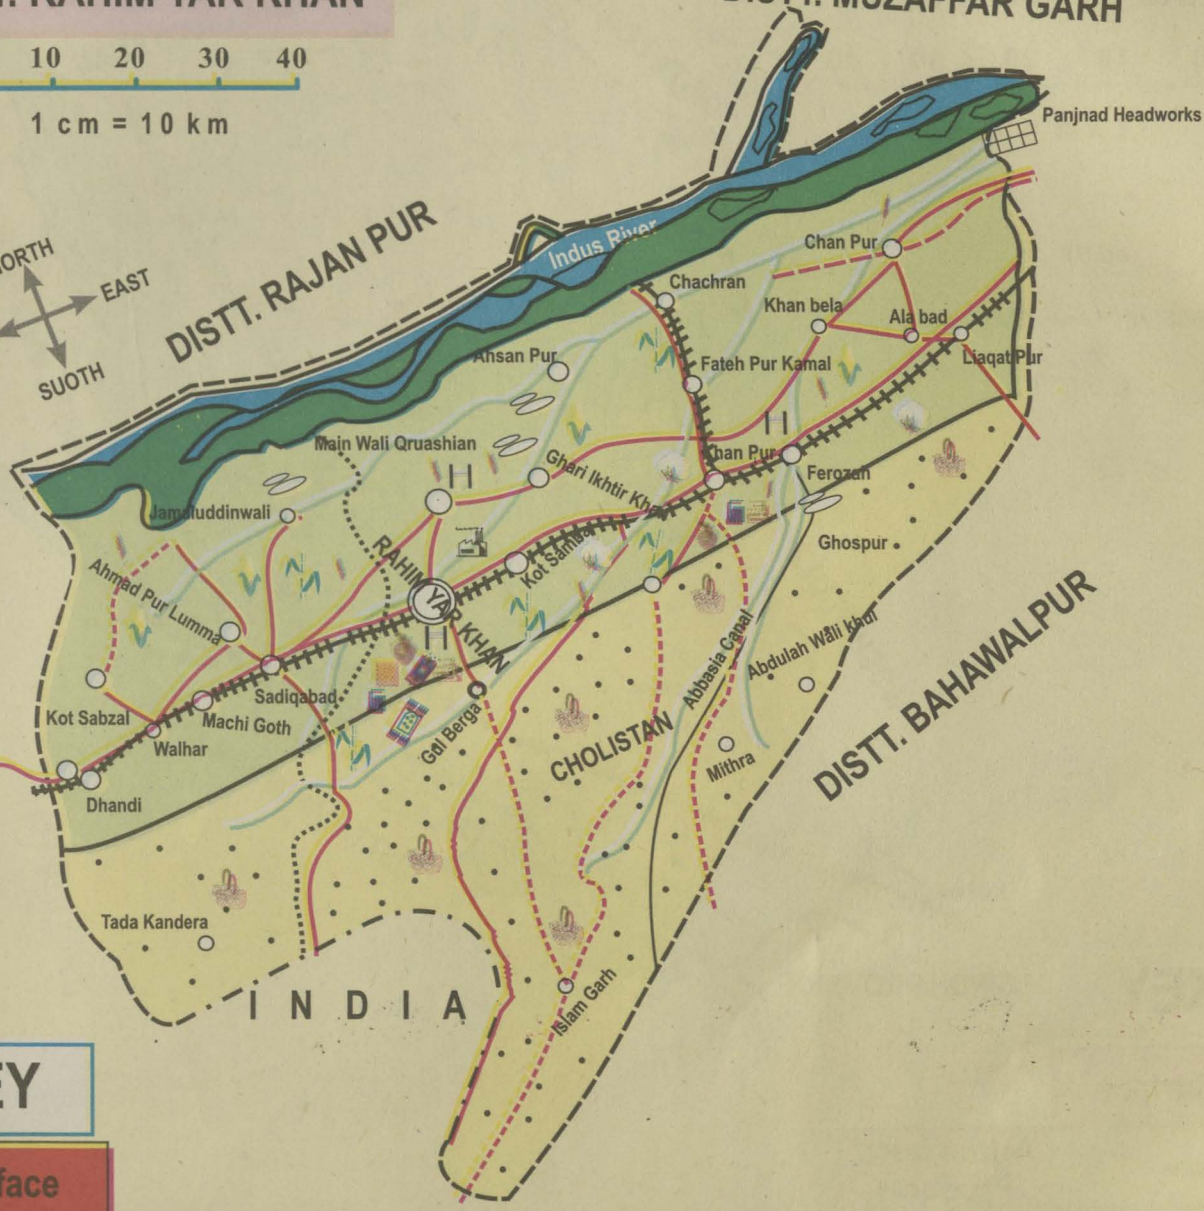 RAHIM YAR KHAN
DISTT. MUZAFFAR GARH
10 20 30 40
1 cm = 10 km
Panjnad Headworks
DISTT. RAJAN PUR
Indus River
Chan Pur
EAST
SUOTH
Chachran
Khan bela
Ala bad
Liaqat Pur
Ahsan Pur
Fateh Pur Kamal
Main Wali Qruashian
Khan Pur
Ghari Ikhtir Khan
Ferozah
Jamaluddinwali
Ghospur
Kot Samaba
Ahmad Pur Lumma
RAHIM YAR KHAN
Abbasia Canal
Abdulah Wali khuf
DISTT. BAHAWALPUR
Sadiqabad
Kot Sabzal
Machi Goth
Walhar
Gul Berga
CHOLISTAN
Mithra
Dhandi
Tada Kandera
INDIA
Islam Garh
EY
face